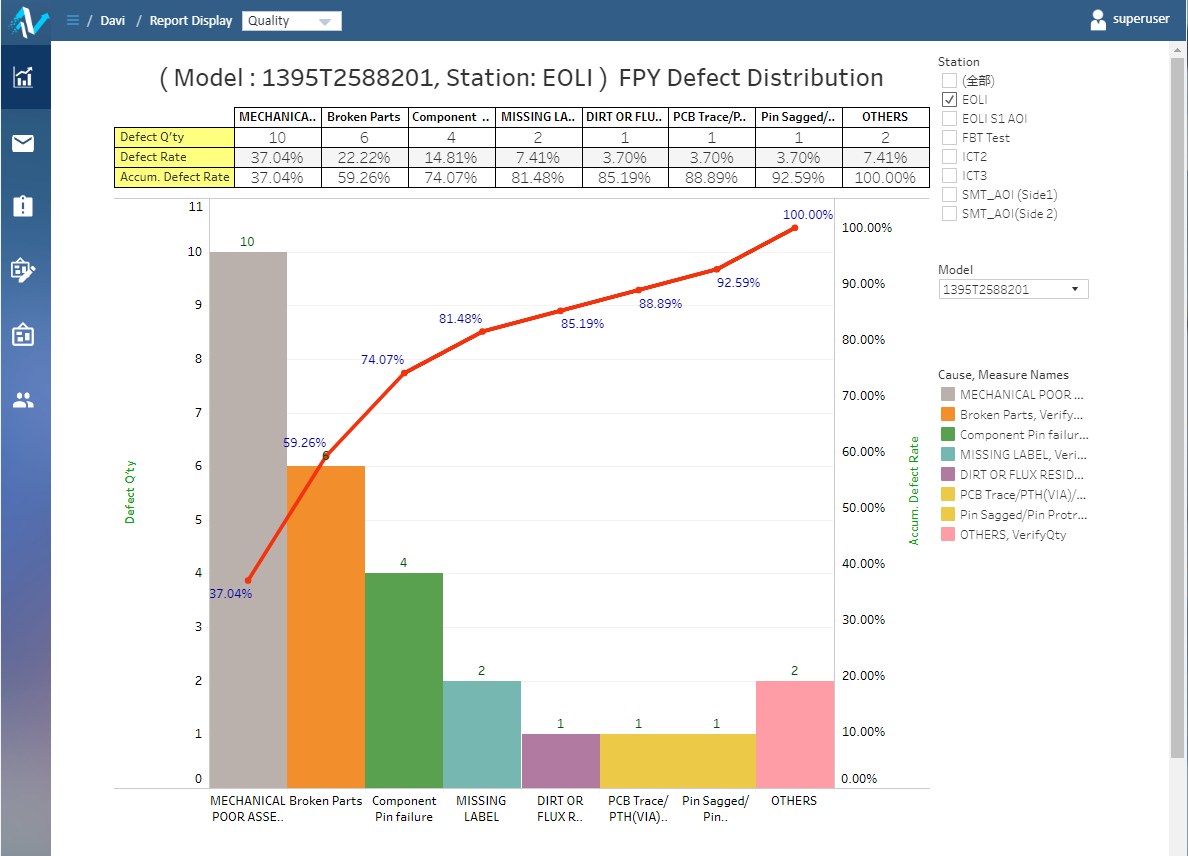 / Davi / Report Display Quality
superuser
( Model : 1395T2588201, Station: EOLI ) FPY Defect Distribution
MECHANICA.. Broken Parts Component .. MISSING LA.. DIRT OR FLU.. PCB Trace/P.. Pin Sagged/.. OTHERS
Defect Q'ty 10 6 4 2 1 1 1 2
Defect Rate 37.04% 22.22% 14.81% 7.41% 3.70% 3.70% 3.70% 7.41%
Accum. Defect Rate 37.04% 59.26% 74.07% 81.48% 85.19% 88.89% 92.59% 100.00%
Defect Q'ty
11
10
9
8
7
6
5
4
3
2
1
0
10
6
4
2
1
1
1
2
37.04%
59.26%
74.07%
81.48%
85.19%
88.89%
92.59%
100.00%
100.00%
90.00%
80.00%
70.00%
60.00%
50.00%
40.00%
30.00%
20.00%
10.00%
0.00%
Accum. Defect Rate
MECHANICAL
POOR ASSE..
Broken Parts
Component
Pin failure
MISSING
LABEL
DIRT OR
FLUX R..
PCB Trace/
PTH(VIA)..
Pin Sagged/
Pin..
OTHERS
Station
(全部)
EOLI
EOLI S1 AOI
FBT Test
ICT2
ICT3
SMT_AOI (Side1)
SMT_AOI(Side 2)
Model
1395T2588201
Cause, Measure Names
MECHANICAL POOR ...
Broken Parts, Verify...
Component Pin failur...
MISSING LABEL, Veri...
DIRT OR FLUX RESID...
PCB Trace/PTH(VIA)/...
Pin Sagged/Pin Protr...
OTHERS, VerifyQty